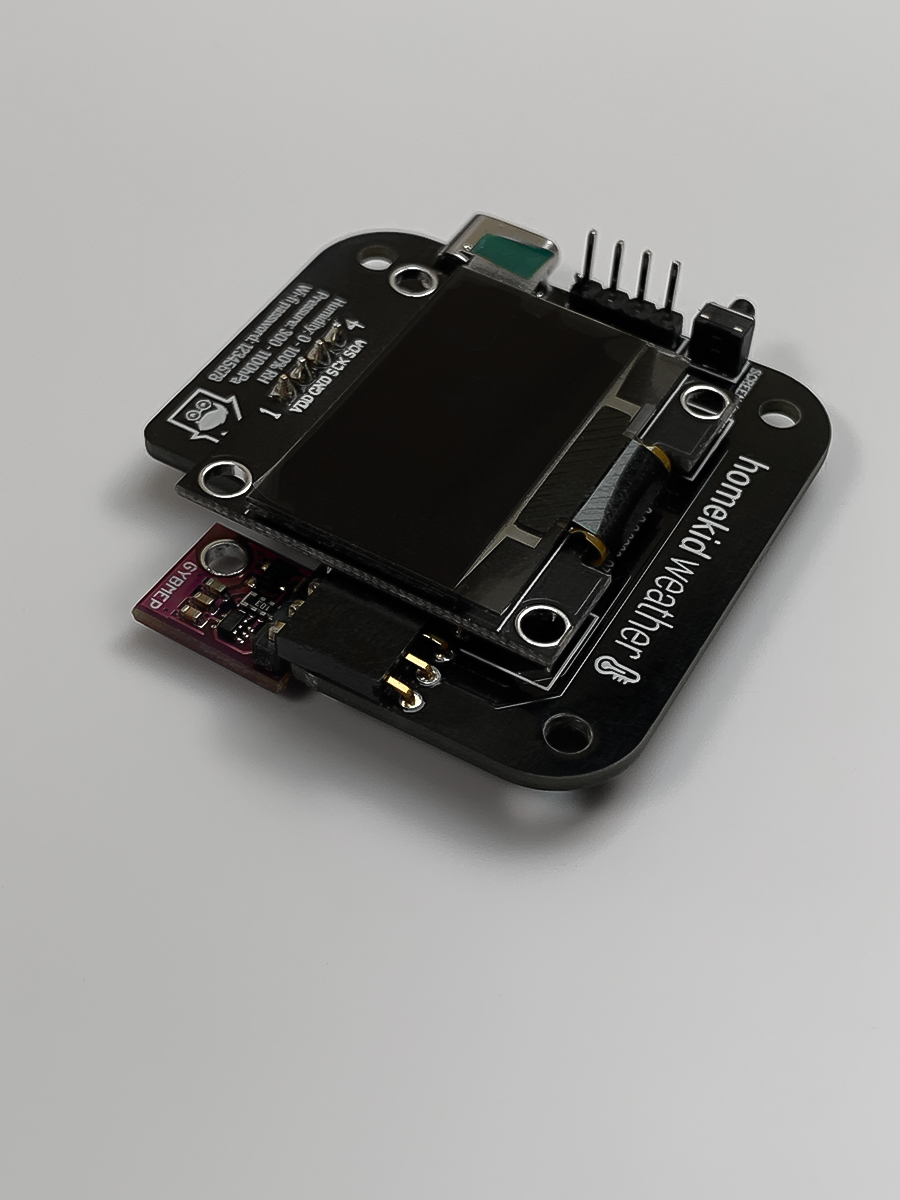 Humidity: 0 - 100% RH
Pressure: 300 - 1100hPa
Wi-fi password: 12345678
1
4
VDD GND SCK SDA
homekid weather
GYBMEP